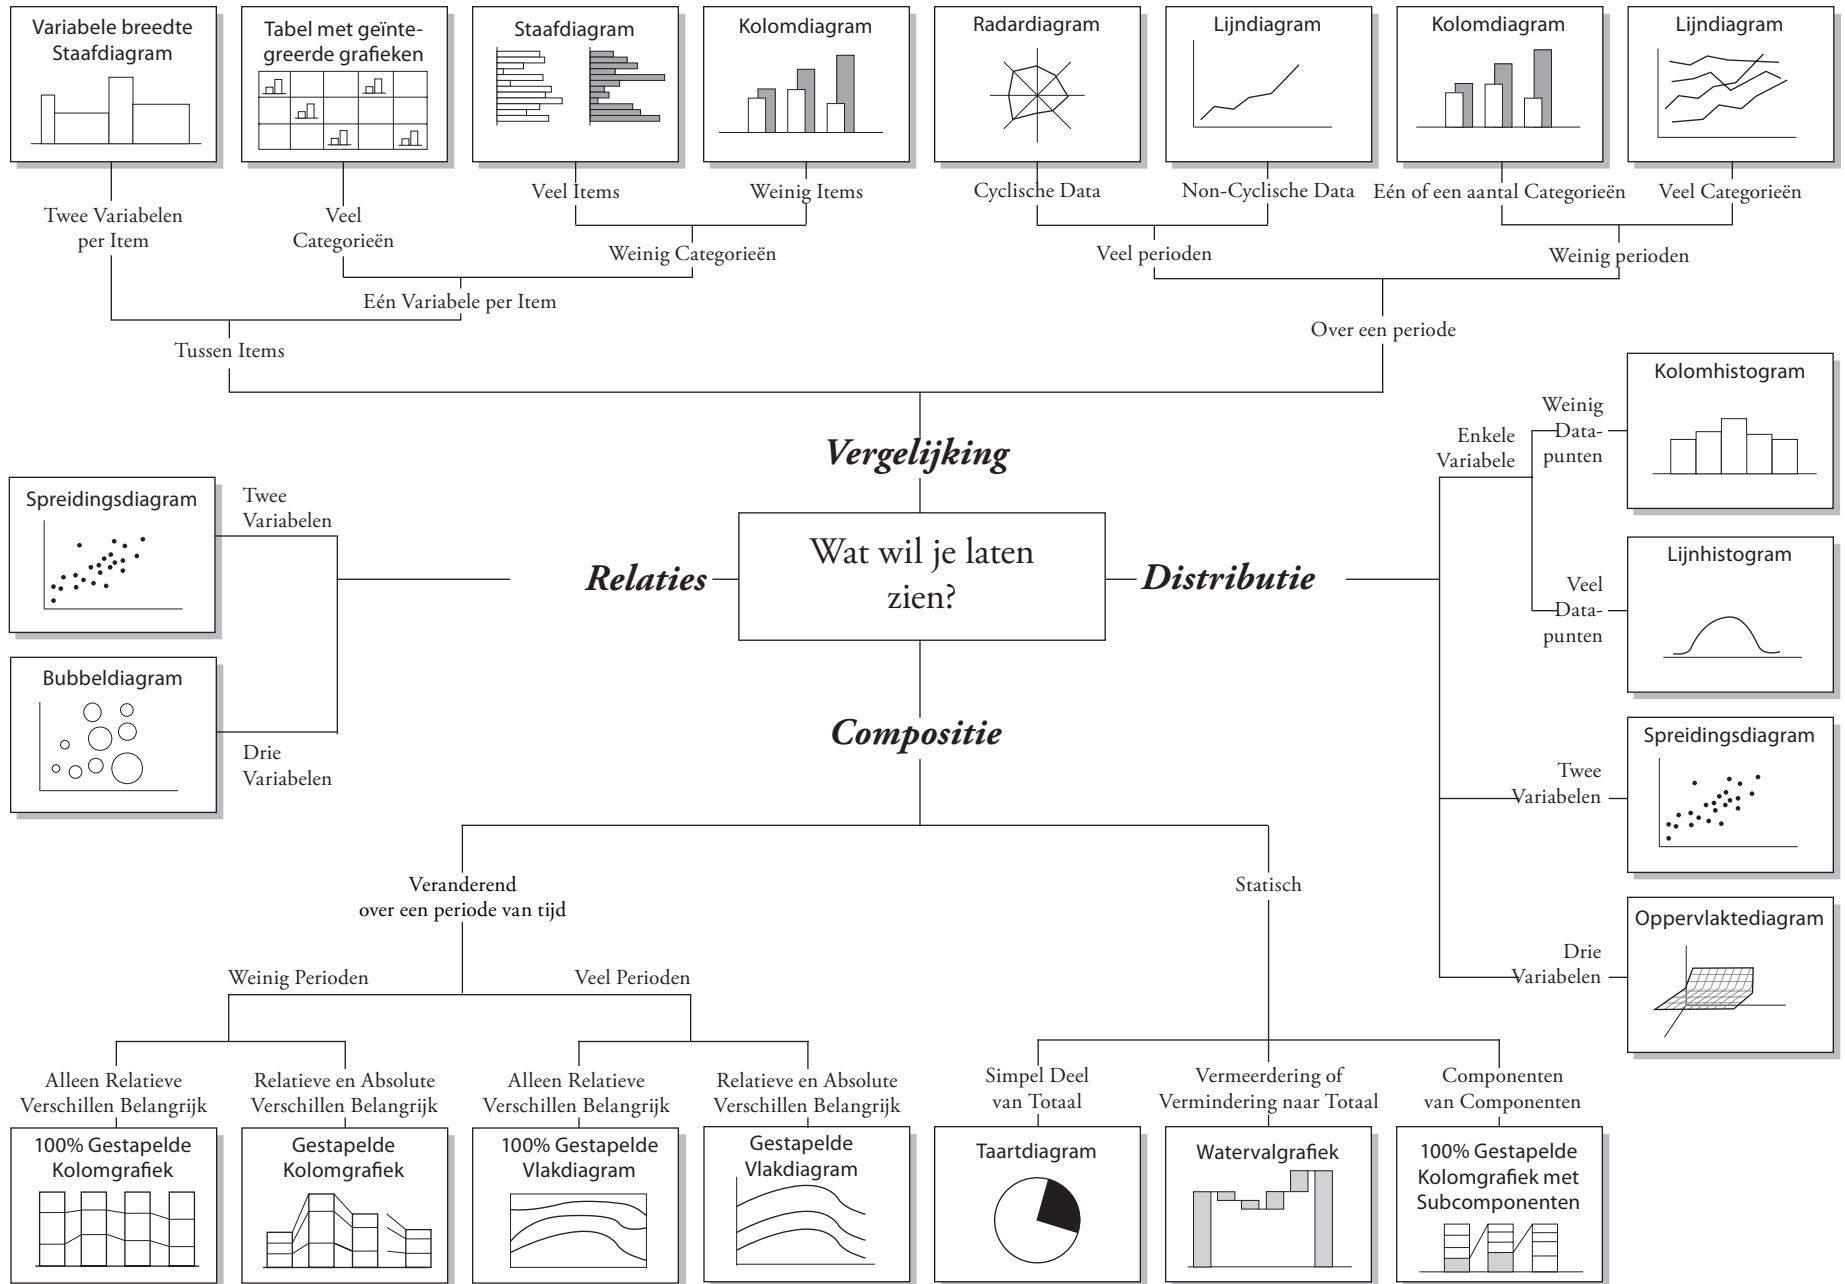 Variabele breedte
Staafdiagram
Tabel met geïnte-
greerde grafieken
Staafdiagram
Kolomdiagram
Radardiagram
Lijndiagram
Kolomdiagram
Lijndiagram
Twee Variabelen
per Item
Veel
Categorieën
Veel Items
Weinig Items
Cyclische Data
Non-Cyclische Data
Eén of een aantal Categorieën
Veel Categorieën
Weinig Categorieën
Veel perioden
Weinig perioden
Eén Variabele per Item
Over een periode
Tussen Items
Vergelijking
Wat wil je laten
zien?
Relaties
Twee
Variabelen
Spreidingsdiagram
Drie
Variabelen
Bubbeldiagram
Distributie
Enkele
Variabele
Weinig
Data-
punten
Kolomhistogram
Veel
Data-
punten
Lijnhistogram
Twee
Variabelen
Spreidingsdiagram
Drie
Variabelen
Oppervlaktediagram
Compositie
Veranderend
over een periode van tijd
Statisch
Weinig Perioden
Veel Perioden
Alleen Relatieve
Verschillen Belangrijk
Relatieve en Absolute
Verschillen Belangrijk
Alleen Relatieve
Verschillen Belangrijk
Relatieve en Absolute
Verschillen Belangrijk
Simpel Deel
van Totaal
Vermeerdering of
Vermindering naar Totaal
Componenten
van Componenten
100% Gestapelde
Kolomgrafiek
Gestapelde
Kolomgrafiek
100% Gestapelde
Vlakdiagram
Gestapelde
Vlakdiagram
Taartdiagram
Watervalgrafiek
100% Gestapelde
Kolomgrafiek met
Subcomponenten